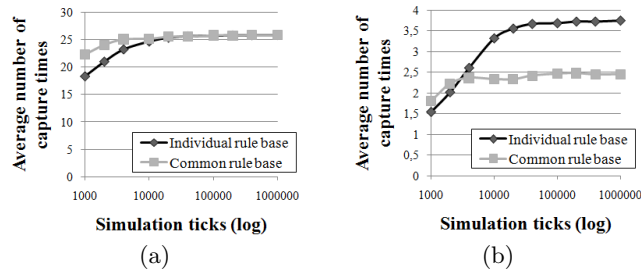 Average number of capture times
30
25
20
15
10
5
0
Individual rule base
Common rule base
1000
10000
100000
1000000
Simulation ticks (log)
(a)
Average number of capture times
4
3,5
3
2,5
2
1,5
1
0,5
0
Individual rule base
Common rule base
1000
10000
100000
1000000
Simulation ticks (log)
(b)